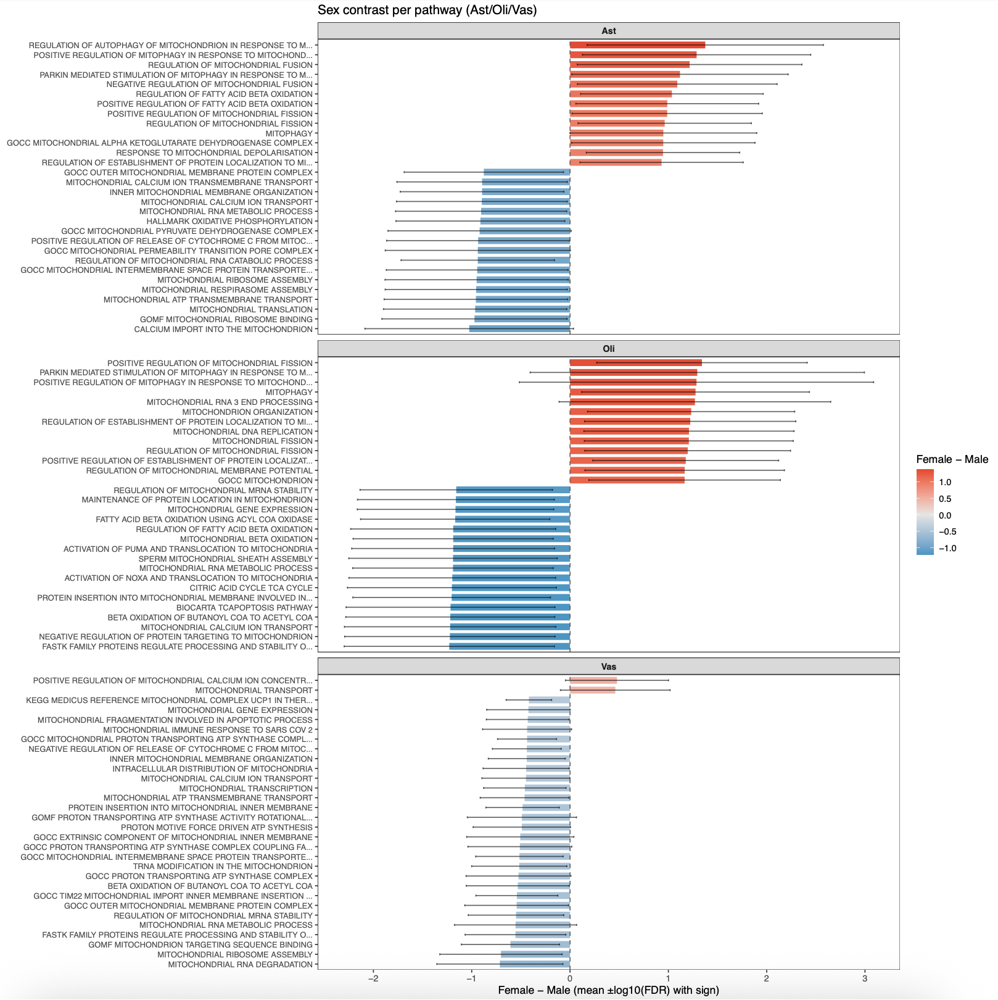 Sex contrast per pathway (Ast/Oli/Vas)
Ast
REGULATION OF AUTOPHAGY OF MITOCHONDRION IN RESPONSE TO M...
POSITIVE REGULATION OF MITOPHAGY IN RESPONSE TO MITOCHOND...
REGULATION OF MITOCHONDRIAL FUSION
PARKIN MEDIATED STIMULATION OF MITOPHAGY IN RESPONSE TO M...
NEGATIVE REGULATION OF MITOCHONDRIAL FUSION
REGULATION OF FATTY ACID BETA OXIDATION
POSITIVE REGULATION OF FATTY ACID BETA OXIDATION
POSITIVE REGULATION OF MITOCHONDRIAL FISSION
REGULATION OF MITOCHONDRIAL FISSION
MITOPHAGY
GOCC MITOCHONDRIAL ALPHA KETOGLUTARATE DEHYDROGENASE COMPLEX
RESPONSE TO MITOCHONDRIAL DEPOLARISATION
REGULATION OF ESTABLISHMENT OF PROTEIN LOCALIZATION TO MI...
GOCC OUTER MITOCHONDRIAL MEMBRANE PROTEIN COMPLEX
MITOCHONDRIAL CALCIUM ION TRANSMEMBRANE TRANSPORT
INNER MITOCHONDRIAL MEMBRANE ORGANIZATION
MITOCHONDRIAL CALCIUM ION TRANSPORT
MITOCHONDRIAL RNA METABOLIC PROCESS
HALLMARK OXIDATIVE PHOSPHORYLATION
GOCC MITOCHONDRIAL PYRUVATE DEHYDROGENASE COMPLEX
POSITIVE REGULATION OF RELEASE OF CYTOCHROME C FROM MITOC...
GOCC MITOCHONDRIAL PERMEABILITY TRANSITION PORE COMPLEX
REGULATION OF MITOCHONDRIAL RNA CATABOLIC PROCESS
GOCC MITOCHONDRIAL INTERMEMBRANE SPACE PROTEIN TRANSPORTE...
MITOCHONDRIAL RIBOSOME ASSEMBLY
MITOCHONDRIAL RESPIRASOME ASSEMBLY
MITOCHONDRIAL ATP TRANSMEMBRANE TRANSPORT
MITOCHONDRIAL TRANSLATION
GOMF MITOCHONDRIAL RIBOSOME BINDING
CALCIUM IMPORT INTO THE MITOCHONDRION
Oli
POSITIVE REGULATION OF MITOCHONDRIAL FISSION
PARKIN MEDIATED STIMULATION OF MITOPHAGY IN RESPONSE TO M...
POSITIVE REGULATION OF MITOPHAGY IN RESPONSE TO MITOCHOND...
MITOPHAGY
MITOCHONDRIAL RNA 3 END PROCESSING
MITOCHONDRION ORGANIZATION
REGULATION OF ESTABLISHMENT OF PROTEIN LOCALIZATION TO MI...
MITOCHONDRIAL DNA REPLICATION
MITOCHONDRIAL FISSION
REGULATION OF MITOCHONDRIAL FISSION
POSITIVE REGULATION OF ESTABLISHMENT OF PROTEIN LOCALIZAT...
REGULATION OF MITOCHONDRIAL MEMBRANE POTENTIAL
GOCC MITOCHONDRION
REGULATION OF MITOCHONDRIAL MRNA STABILITY
MAINTENANCE OF PROTEIN LOCATION IN MITOCHONDRION
MITOCHONDRIAL GENE EXPRESSION
FATTY ACID BETA OXIDATION USING ACYL COA OXIDASE
REGULATION OF FATTY ACID BETA OXIDATION
MITOCHONDRIAL BETA OXIDATION
ACTIVATION OF PUMA AND TRANSLOCATION TO MITOCHONDRIA
SPERM MITOCHONDRIAL SHEATH ASSEMBLY
MITOCHONDRIAL RNA METABOLIC PROCESS
ACTIVATION OF NOXA AND TRANSLOCATION TO MITOCHONDRIA
CITRIC ACID CYCLE TCA CYCLE
PROTEIN INSERTION INTO MITOCHONDRIAL MEMBRANE INVOLVED IN...
BIOCARTA TCAPOPTOSIS PATHWAY
BETA OXIDATION OF BUTANOYL COA TO ACETYL COA
MITOCHONDRIAL CALCIUM ION TRANSPORT
NEGATIVE REGULATION OF PROTEIN TARGETING TO MITOCHONDRION
FASTK FAMILY PROTEINS REGULATE PROCESSING AND STABILITY O...
Vas
POSITIVE REGULATION OF MITOCHONDRIAL CALCIUM ION CONCENTR...
MITOCHONDRIAL TRANSPORT
KEGG MEDICUS REFERENCE MITOCHONDRIAL COMPLEX UCP1 IN THER...
MITOCHONDRIAL GENE EXPRESSION
MITOCHONDRIAL FRAGMENTATION INVOLVED IN APOPTOTIC PROCESS
MITOCHONDRIAL IMMUNE RESPONSE TO SARS COV 2
GOCC MITOCHONDRIAL PROTON TRANSPORTING ATP SYNTHASE COMPL...
NEGATIVE REGULATION OF RELEASE OF CYTOCHROME C FROM MITOC...
INNER MITOCHONDRIAL MEMBRANE ORGANIZATION
INTRACELLULAR DISTRIBUTION OF MITOCHONDRIA
MITOCHONDRIAL CALCIUM ION TRANSPORT
MITOCHONDRIAL TRANSCRIPTION
MITOCHONDRIAL ATP TRANSMEMBRANE TRANSPORT
PROTEIN INSERTION INTO MITOCHONDRIAL INNER MEMBRANE
GOMF PROTON TRANSPORTING ATP SYNTHASE ACTIVITY ROTATIONAL...
PROTON MOTIVE FORCE DRIVEN ATP SYNTHESIS
GOCC EXTRINSIC COMPONENT OF MITOCHONDRIAL INNER MEMBRANE
GOCC PROTON TRANSPORTING ATP SYNTHASE COMPLEX COUPLING FA...
GOCC MITOCHONDRIAL INTERMEMBRANE SPACE PROTEIN TRANSPORTE...
TRNA MODIFICATION IN THE MITOCHONDRION
GOCC PROTON TRANSPORTING ATP SYNTHASE COMPLEX
BETA OXIDATION OF BUTANOYL COA TO ACETYL COA
GOCC TIM22 MITOCHONDRIAL IMPORT INNER MEMBRANE INSERTION ...
GOCC OUTER MITOCHONDRIAL MEMBRANE PROTEIN COMPLEX
REGULATION OF MITOCHONDRIAL MRNA STABILITY
MITOCHONDRIAL RNA METABOLIC PROCESS
FASTK FAMILY PROTEINS REGULATE PROCESSING AND STABILITY O...
GOMF MITOCHONDRION TARGETING SEQUENCE BINDING
MITOCHONDRIAL RIBOSOME ASSEMBLY
MITOCHONDRIAL RNA DEGRADATION
−2 −1 0 1 2 3
Female − Male (mean ±log10(FDR) with sign)
Female − Male
1.0
0.5
0.0
−0.5
−1.0